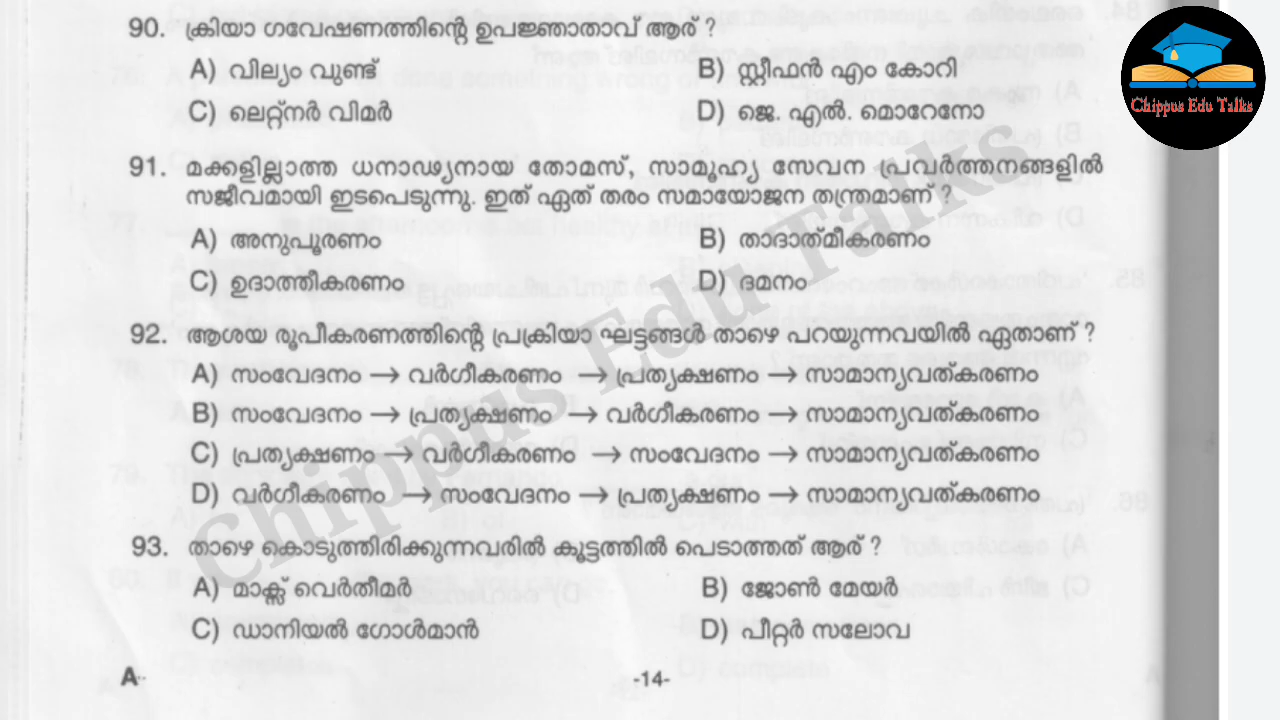 90. ക്രിയാ ഗവേഷണത്തിന്റെ ഉപജ്ഞാതാവ് ആര് ?
A) വില്യം വുണ്ട് B) സ്റ്റീഫൻ എം കോറി
C) ലെറ്റ്നർ വിമർ D) ജെ. എൽ. മൊറേനോ
Chippus Edu Talks
91. മക്കളില്ലാത്ത ധനാഢ്യനായ തോമസ്, സാമൂഹ്യ സേവന പ്രവർത്തനങ്ങളിൽ
സജീവമായി ഇടപെടുന്നു. ഇത് ഏത് തരം സമായോജന തന്ത്രമാണ് ?
A) അനുപൂരണം B) താദാത്മീകരണം
C) ഉദാത്തീകരണം D) ദമനം
92. ആശയ രൂപീകരണത്തിന്റെ പ്രക്രിയാ ഘട്ടങ്ങൾ താഴെ പറയുന്നവയിൽ ഏതാണ് ?
A) സംവേദനം → വർഗീകരണം → പ്രത്യക്ഷണം → സാമാന്യവത്കരണം
B) സംവേദനം → പ്രത്യക്ഷണം → വർഗീകരണം → സാമാന്യവത്കരണം
C) പ്രത്യക്ഷണം → വർഗീകരണം → സംവേദനം → സാമാന്യവത്കരണം
D) വർഗീകരണം → സംവേദനം → പ്രത്യക്ഷണം → സാമാന്യവത്കരണം
Chippus Edu Talks
93. താഴെ കൊടുത്തിരിക്കുന്നവരിൽ കൂട്ടത്തിൽ പെടാത്തത് ആര് ?
A) മാക്സ് വെർതീമർ B) ജോൺ മേയർ
C) ഡാനിയൽ ഗോൾമാൻ D) പീറ്റർ സലോവ
A -14-